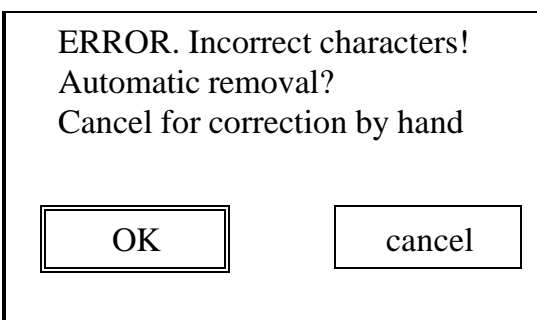 ERROR. Incorrect characters!
Automatic removal?
Cancel for correction by hand
OK cancel